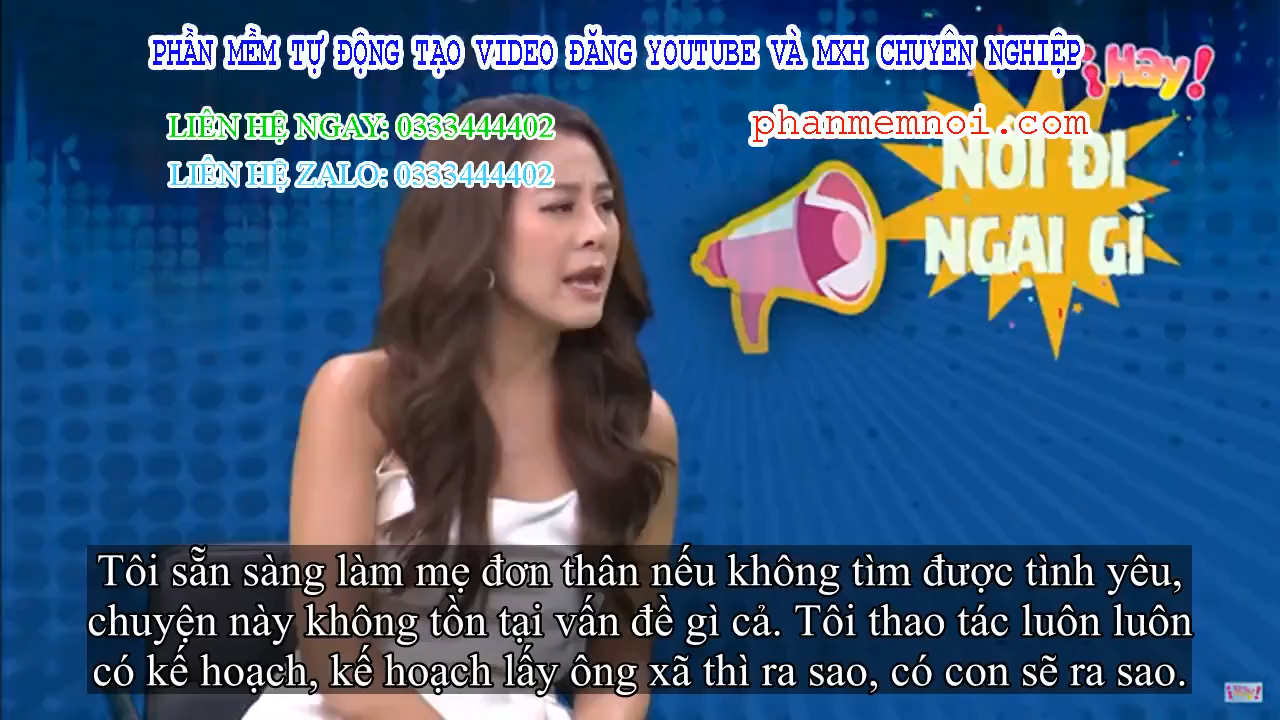 PHẦN MỀM TỰ ĐỘNG TẠO VIDEO ĐĂNG YOUTUBE VÀ MXH CHUYÊN NGHIỆP
Hay!
LIÊN HỆ NGAY: 0333444402
phanmemnoi.com
LIÊN HỆ ZALO: 0333444402
NÓI ĐI
NGẠI GÌ
Tôi sẵn sàng làm mẹ đơn thân nếu không tìm được tình yêu,
chuyện này không tồn tại vấn đề gì cả. Tôi thao tác luôn luôn
có kế hoạch, kế hoạch lấy ông xã thì ra sao, có con sẽ ra sao.
Hay!